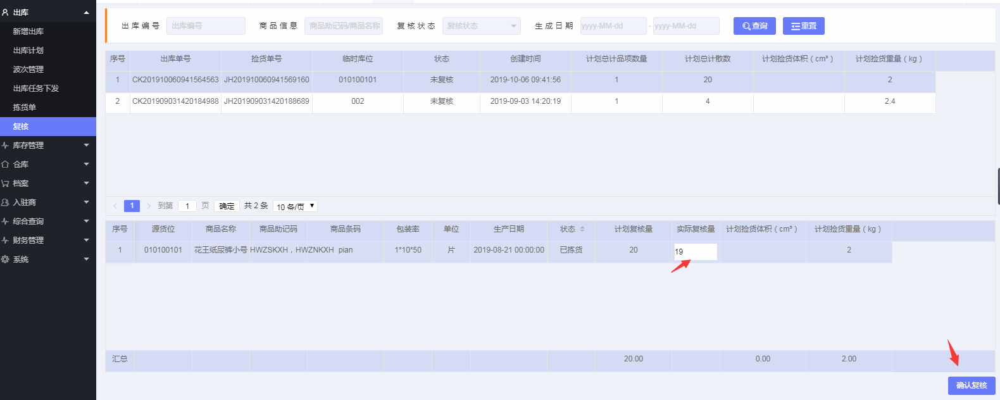 出库
新增出库
出库计划
波次管理
出库任务下发
拣货单
复核
库存管理
仓库
档案
入驻商
综合查询
财务管理
系统
出库编号 出库编号 商品信息 商品助记码/商品名称 复核状态 复核状态 生成日期 yyyy-MM-dd - yyyy-MM-dd 查询 重置
序号 出库单号 捡货单号 临时库位 状态 创建时间 计划总计品项数量 计划总计散数 计划捡货体积（cm³） 计划捡货重量（kg）
1 CK201910060941564563 JH201910060941569160 010100101 未复核 2019-10-06 09:41:56 1 20 2
2 CK201909031420184988 JH201909031420188689 002 未复核 2019-09-03 14:20:19 1 4 2.4
1 到第 1 页 确定 共 2 条 10 条/页
序号 源货位 商品名称 商品助记码 商品条码 包装率 单位 生产日期 状态 计划复核量 实际复核量 计划捡货体积（cm³） 计划捡货重量（kg）
1 010100101 花王纸尿裤小号 HWZSKXH，HWZNKXH pian 1*10*50 片 2019-08-21 00:00:00 已拣货 20 19 2
汇总 20.00 0.00 2.00
确认复核